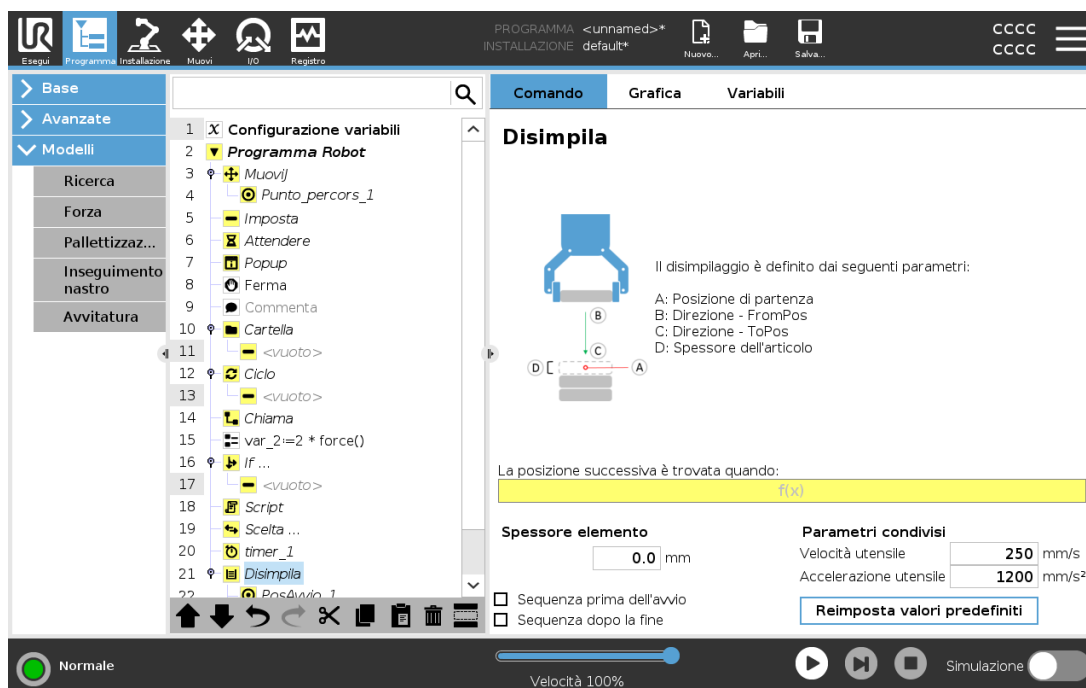 PROGRAMMA <unnamed>*
INSTALLAZIONE default*
CCCC
CCCC
Esegui
Programma
Installazione
Muovi
I/O
Registro
Nuovo...
Apri...
Salva...
Base
Avanzate
Modelli
Ricerca
Forza
Pallettizzaz...
Inseguimento
nastro
Avvitatura
1 X Configurazione variabili
2 Programma Robot
3 MuoviJ
4 Punto_percors_1
5 Imposta
6 Attendere
7 Popup
8 Ferma
9 Commenta
10 Cartella
11 <vuoto>
12 Ciclo
13 <vuoto>
14 Chiama
15 var_2:=2 * force()
16 If ...
17 <vuoto>
18 Script
19 Scelta ...
20 timer_1
21 Disimpila
22 PosAvvio_1
Comando
Grafica
Variabili
Disimpila
B
C
D
A
Il disimpilaggio è definito dai seguenti parametri:
A: Posizione di partenza
B: Direzione - FromPos
C: Direzione - ToPos
D: Spessore dell'articolo
La posizione successiva è trovata quando:
f(x)
Spessore elemento
0.0 mm
Sequenza prima dell'avvio
Sequenza dopo la fine
Parametri condivisi
Velocità utensile 250 mm/s
Accelerazione utensile 1200 mm/s²
Reimposta valori predefiniti
Normale
Velocità 100%
Simulazione